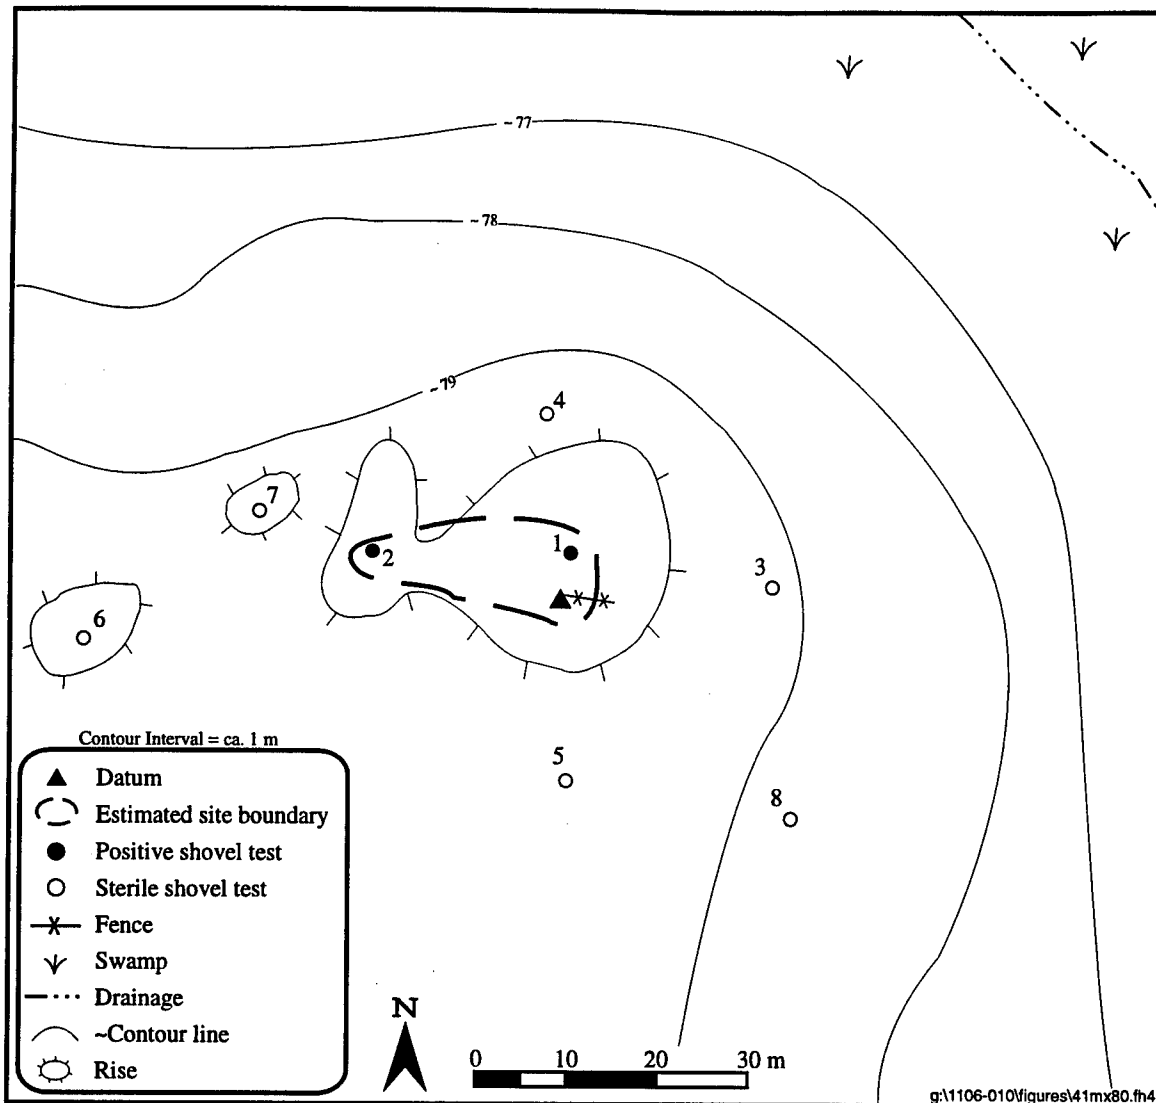 ~77
~78
~79
4
7
2
1
3
6
5
8
Contour Interval = ca. 1 m
Datum
Estimated site boundary
Positive shovel test
Sterile shovel test
Fence
Swamp
Drainage
~Contour line
Rise
N
0 10 20 30 m
g:\1106-010\figures\41mx80.fh4